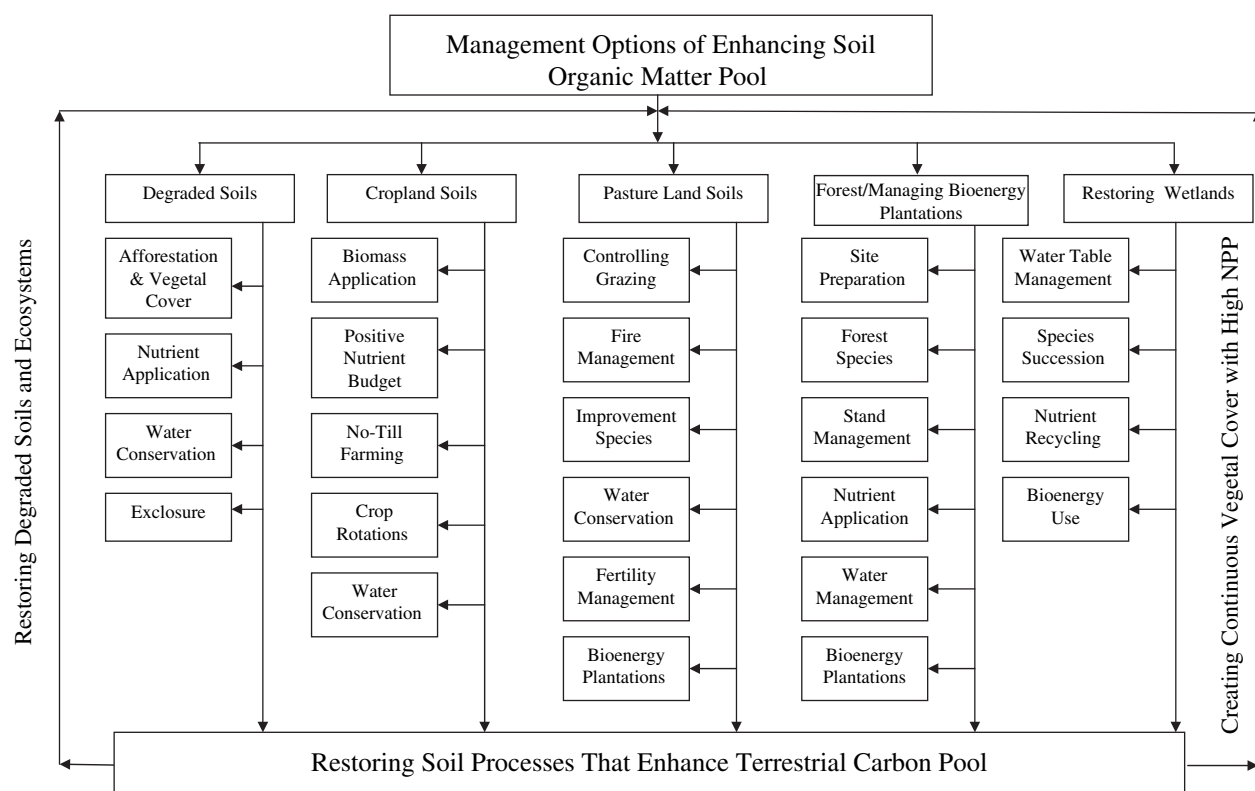 Management Options of Enhancing Soil
Organic Matter Pool
Restoring Degraded Soils and Ecosystems
Degraded Soils
Afforestation
& Vegetal
Cover
Nutrient
Application
Water
Conservation
Exclosure
Cropland Soils
Biomass
Application
Positive
Nutrient
Budget
No-Till
Farming
Crop
Rotations
Water
Conservation
Pasture Land Soils
Controlling
Grazing
Fire
Management
Improvement
Species
Water
Conservation
Fertility
Management
Bioenergy
Plantations
Forest/Managing Bioenergy
Plantations
Site
Preparation
Forest
Species
Stand
Management
Nutrient
Application
Water
Management
Bioenergy
Plantations
Restoring Wetlands
Water Table
Management
Species
Succession
Nutrient
Recycling
Bioenergy
Use
Creating Continuous Vegetal Cover with High NPP
Restoring Soil Processes That Enhance Terrestrial Carbon Pool